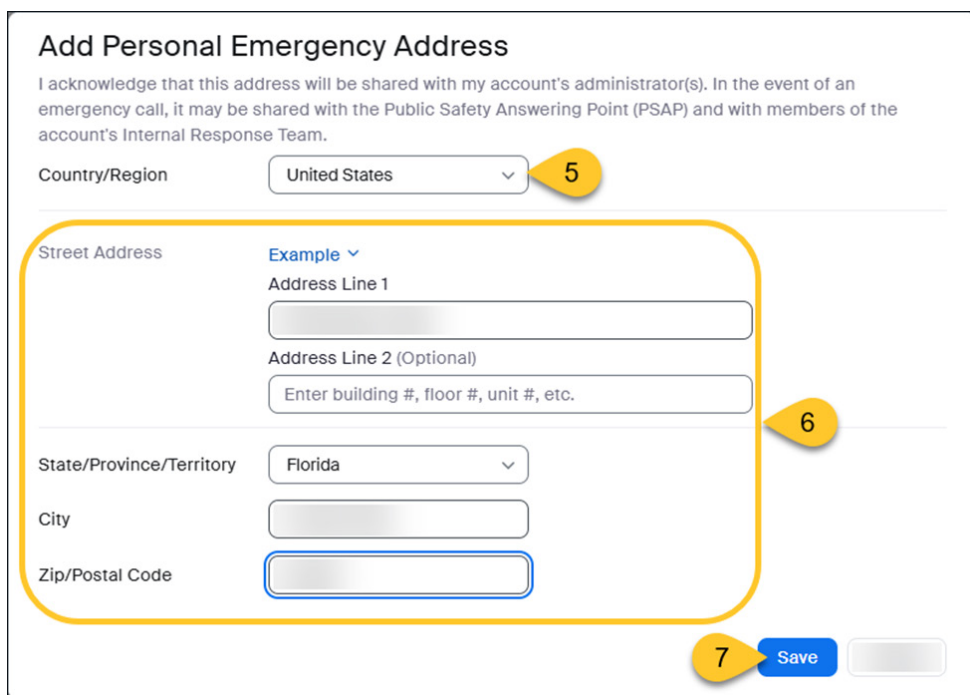 Add Personal Emergency Address
I acknowledge that this address will be shared with my account's administrator(s). In the event of an
emergency call, it may be shared with the Public Safety Answering Point (PSAP) and with members of the
account's Internal Response Team.
Country/Region United States 5
Street Address Example
Address Line 1
Address Line 2 (Optional)
Enter building #, floor #, unit #, etc.
6
State/Province/Territory Florida
City
Zip/Postal Code
7 Save